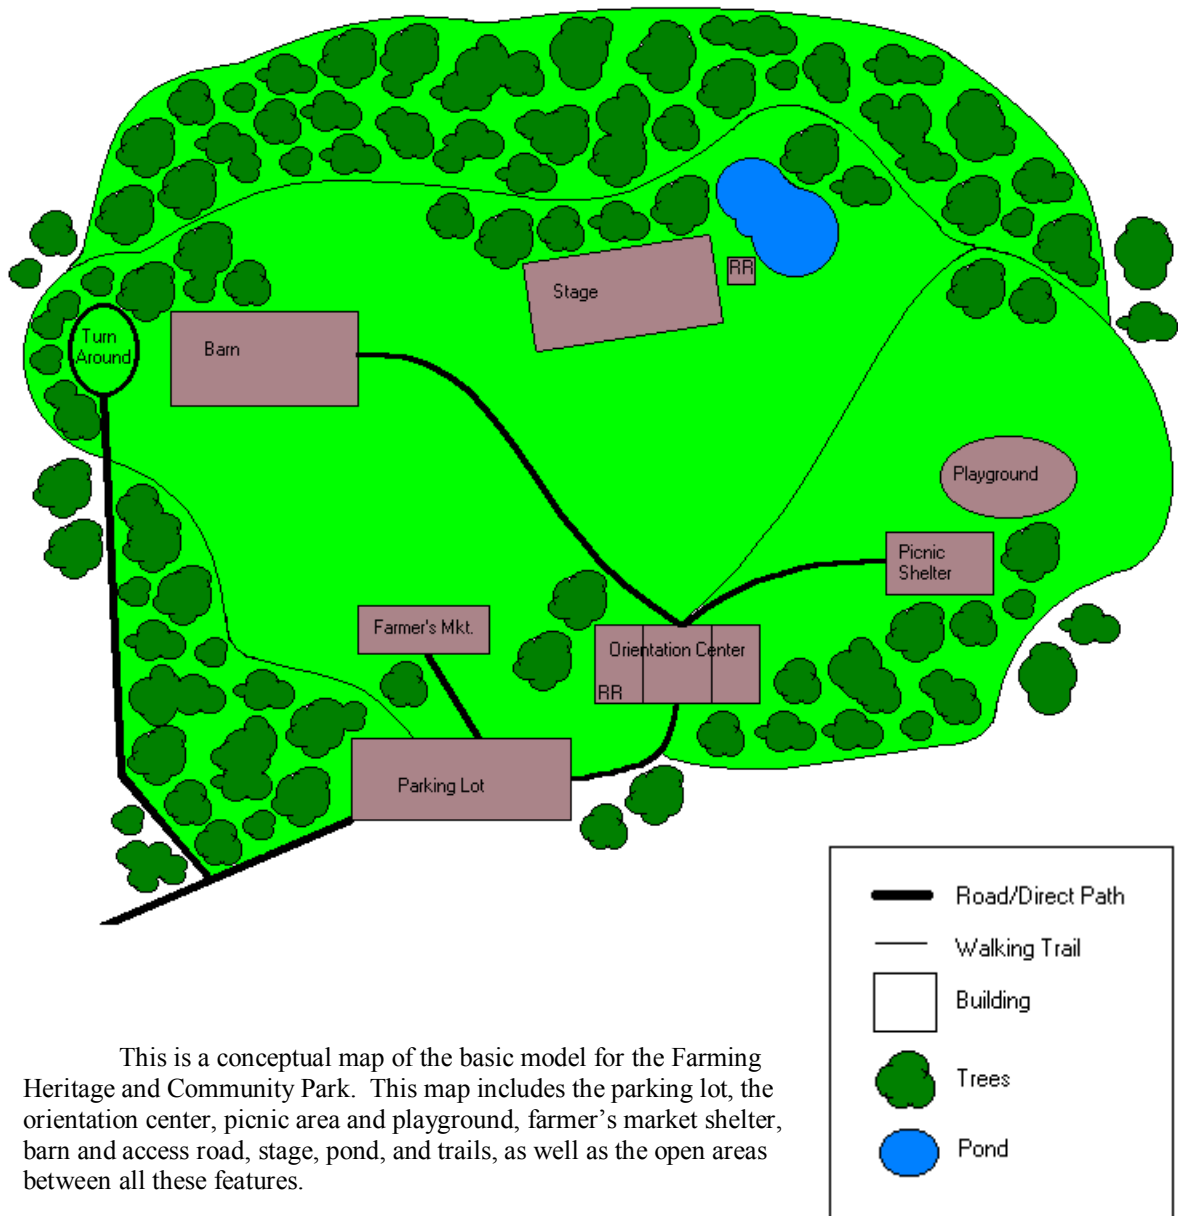 RR
Stage
Turn
Around
Barn
Playground
Picnic
Shelter
Farmer's Mkt.
Orientation Center
RR
Parking Lot
Road/Direct Path
Walking Trail
Building
Trees
Pond
This is a conceptual map of the basic model for the Farming
Heritage and Community Park.  This map includes the parking lot, the
orientation center, picnic area and playground, farmer’s market shelter,
barn and access road, stage, pond, and trails, as well as the open areas
between all these features.